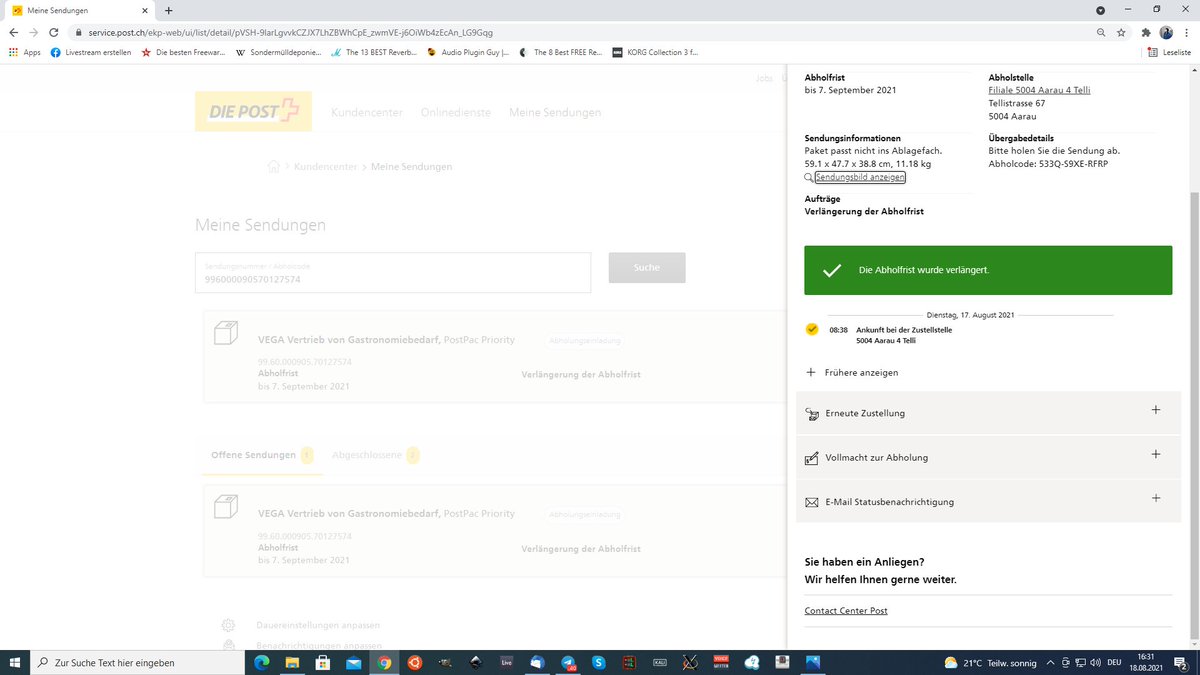 Meine Sendungen
service.post.ch/ekp-web/ui/list/detail/pVSH-9larLgvvkCZJX7LhZBWhCpE_zwmVE-j6OiWb4zEcAn_LG9Gqg
Apps
Livestream erstellen
Die besten Freewar...
Sondermülldeponie...
The 13 BEST Reverb...
Audio Plugin Guy |...
The 8 Best FREE Re...
KORG Collection 3 f...
Leseliste
Jobs
DIE POST
Kundencenter
Onlinedienste
Meine Sendungen
Kundencenter > Meine Sendungen
Meine Sendungen
Sendungsnummer / Abholcode
996000090570127574
Suche
VEGA Vertrieb von Gastronomiebedarf, PostPac Priority
Abholungseinladung
99.60.000905.70127574
Abholfrist
bis 7. September 2021
Verlängerung der Abholfrist
Offene Sendungen 1
Abgeschlossene 2
VEGA Vertrieb von Gastronomiebedarf, PostPac Priority
Abholungseinladung
99.60.000905.70127574
Abholfrist
bis 7. September 2021
Verlängerung der Abholfrist
Dauereinstellungen anpassen
Benachrichtigungen anpassen
Abholfrist
bis 7. September 2021
Abholstelle
Filiale 5004 Aarau 4 Telli
Tellistrasse 67
5004 Aarau
Sendungsinformationen
Paket passt nicht ins Ablagefach.
59.1 x 47.7 x 38.8 cm, 11.18 kg
Sendungsbild anzeigen
Übergabedetails
Bitte holen Sie die Sendung ab.
Abholcode: 533Q-S9XE-RFRP
Aufträge
Verlängerung der Abholfrist
Die Abholfrist wurde verlängert.
Dienstag, 17. August 2021
08:38 Ankunft bei der Zustellstelle
5004 Aarau 4 Telli
Frühere anzeigen
Erneute Zustellung
Vollmacht zur Abholung
E-Mail Statusbenachrichtigung
Sie haben ein Anliegen?
Wir helfen Ihnen gerne weiter.
Contact Center Post
Zur Suche Text hier eingeben
Live
21°C Teilw. sonnig
DEU
16:31
18.08.2021
2